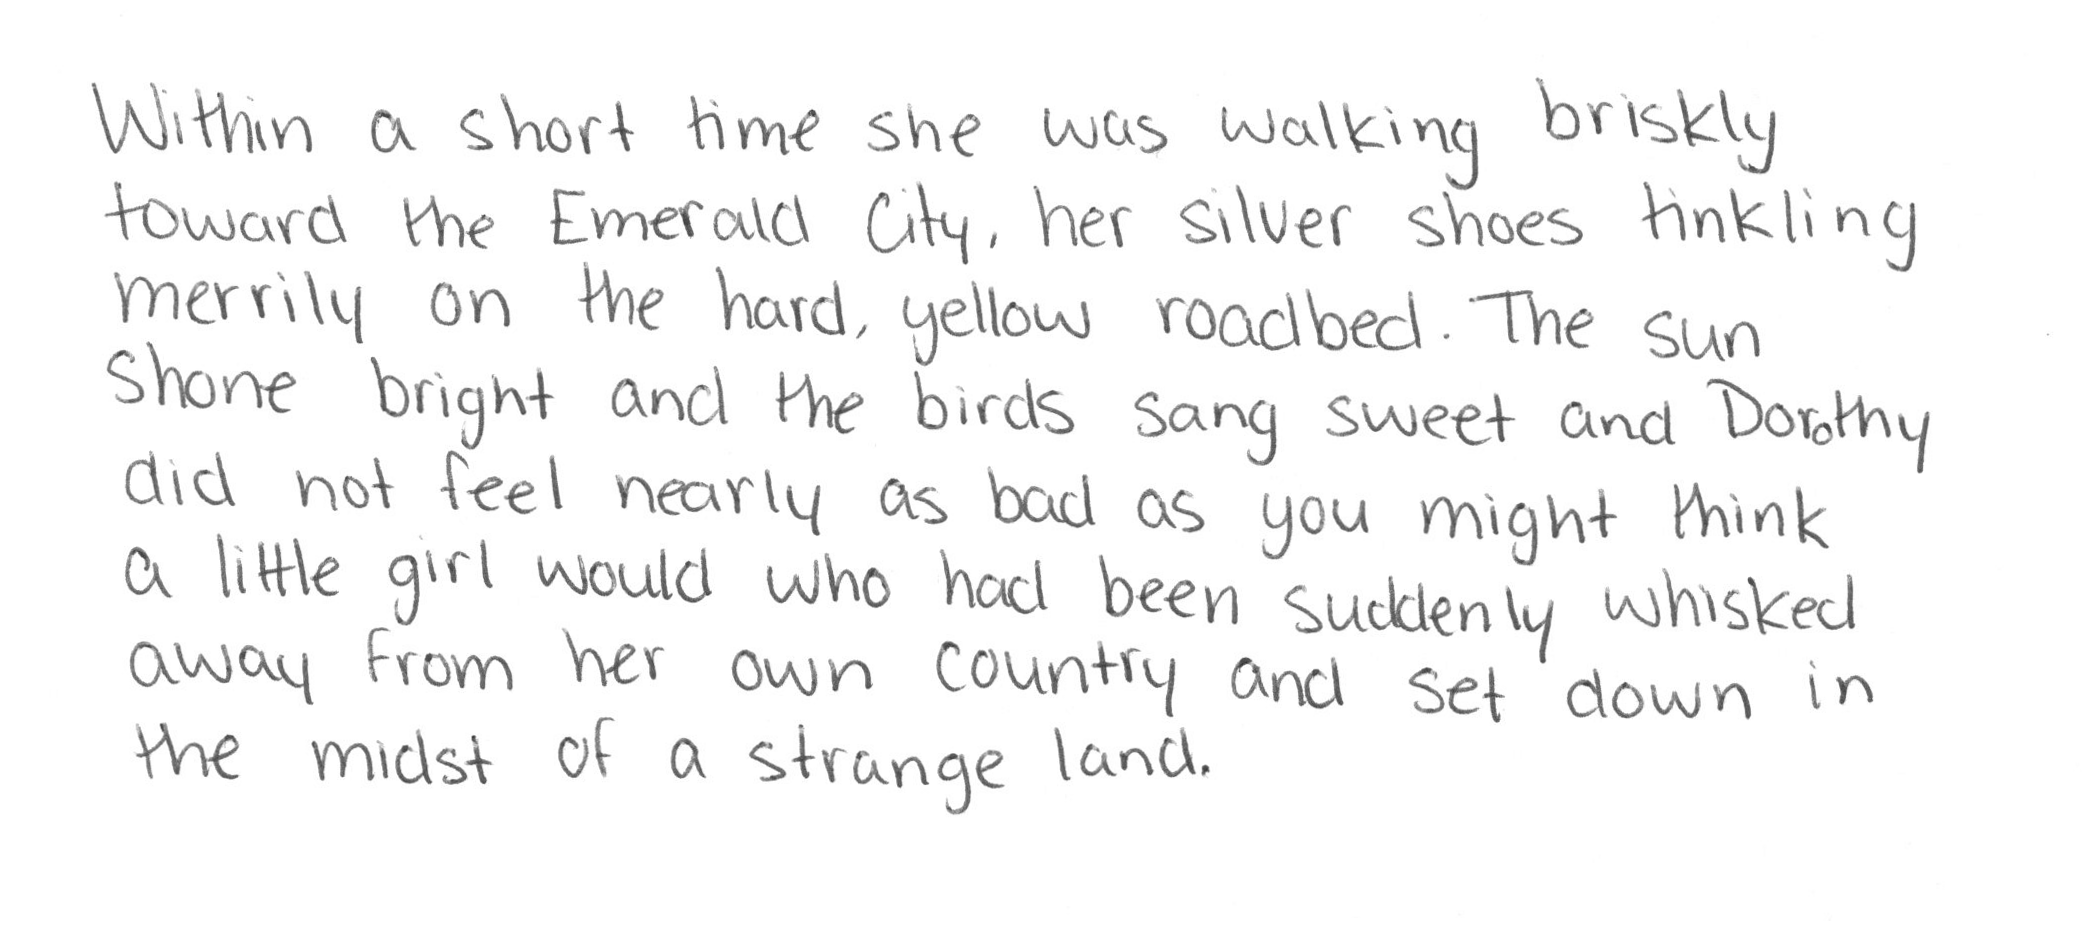 Within a short time she was walking briskly
toward the Emerald City, her silver shoes tinkling
merrily on the hard, yellow roadbed. The sun
shone bright and the birds sang sweet and Dorothy
did not feel nearly as bad as you might think
a little girl would who had been suddenly whisked
away from her own country and set down in
the midst of a strange land.